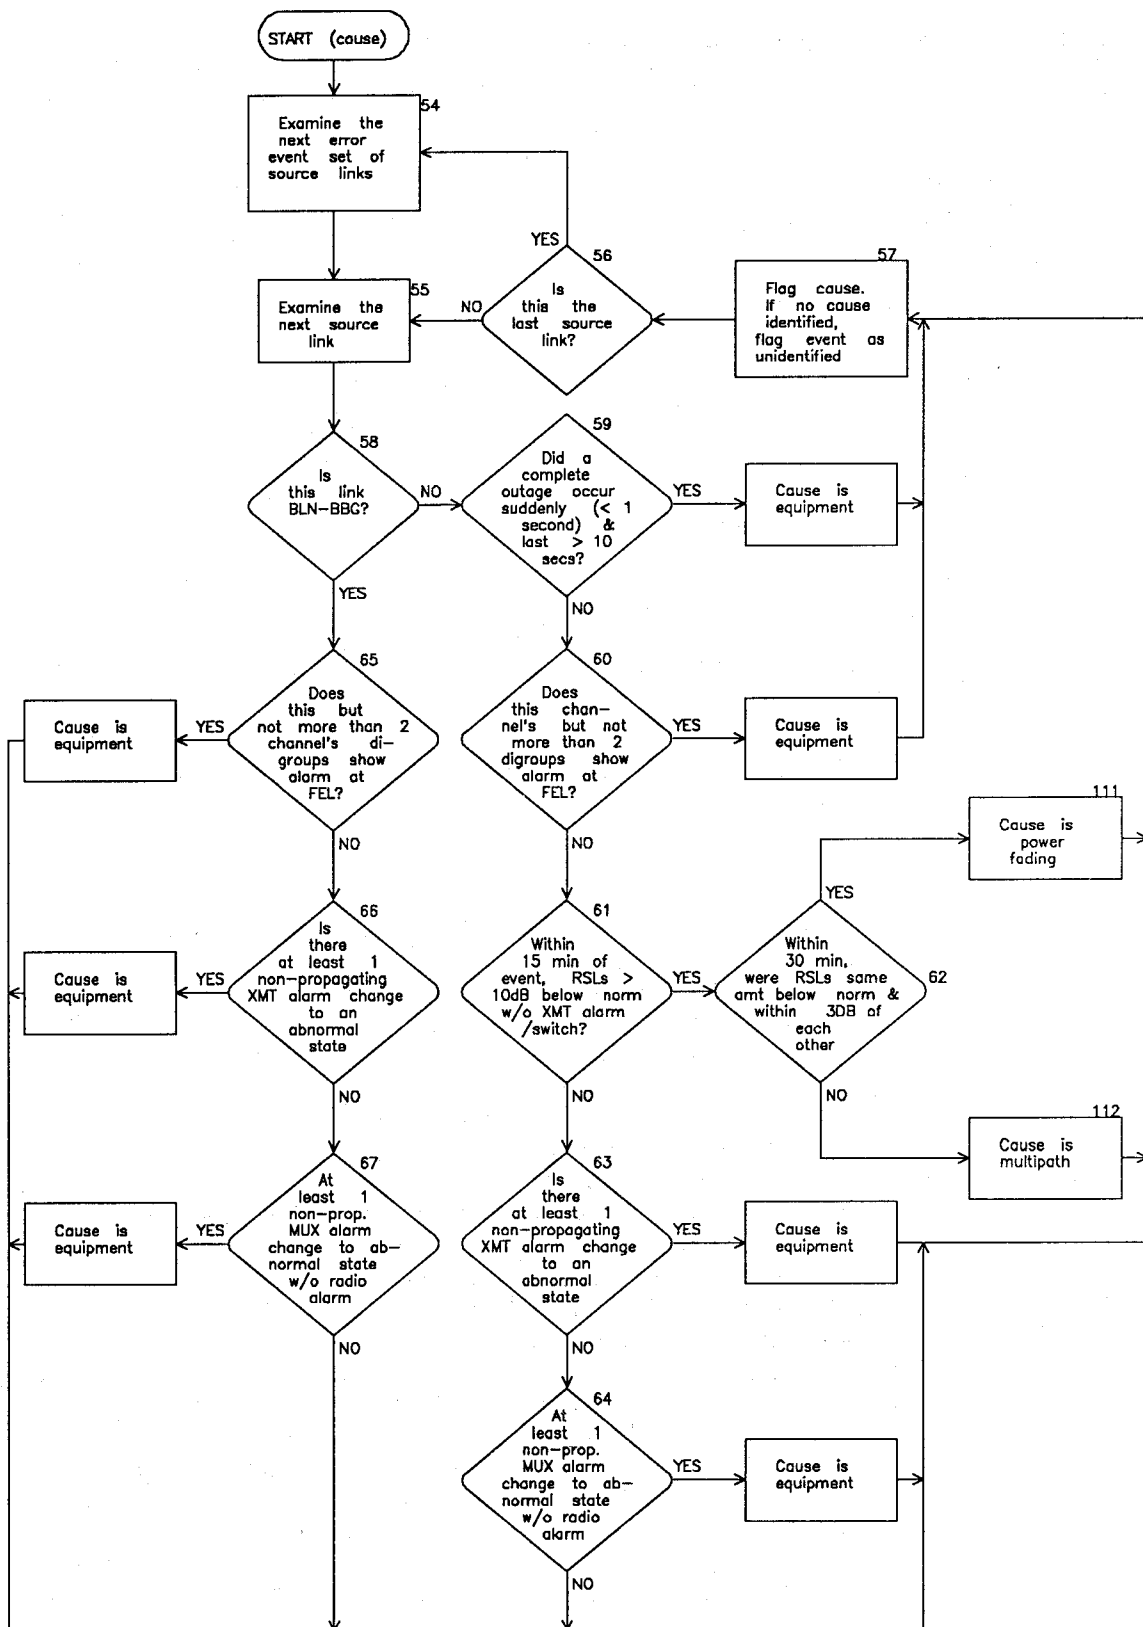 START (cause)
54
Examine the
next error
event set of
source links
YES
56
Is
this the
last source
link?
NO
57
Flag cause.
If no cause
identified,
flag event as
unidentified
55
Examine the
next source
link
58
Is
this link
BLN-BBG?
NO
YES
59
Did a
complete
outage occur
suddenly (< 1
second) &
last > 10
secs?
YES
NO
Cause is
equipment
65
Does
this but
not more than 2
channel's di-
groups show
alarm at
FEL?
YES
NO
Cause is
equipment
60
Does
this chan-
nel's but not
more than 2
digroups show
alarm at
FEL?
YES
NO
Cause is
equipment
111
Cause is
power
fading
66
Is
there
at least 1
non-propagating
XMT alarm change
to an
abnormal
state
YES
NO
Cause is
equipment
61
Within
15 min of
event, RSLs >
10dB below norm
w/o XMT alarm
/switch?
YES
NO
62
Within
30 min,
were RSLs same
amt below norm &
within 3DB of
each
other
YES
NO
112
Cause is
multipath
67
At
least 1
non-prop.
MUX alarm
change to ab-
normal state
w/o radio
alarm
YES
NO
Cause is
equipment
63
Is
there
at least 1
non-propagating
XMT alarm change
to an
abnormal
state
YES
NO
Cause is
equipment
64
At
least 1
non-prop.
MUX alarm
change to ab-
normal state
w/o radio
alarm
YES
NO
Cause is
equipment